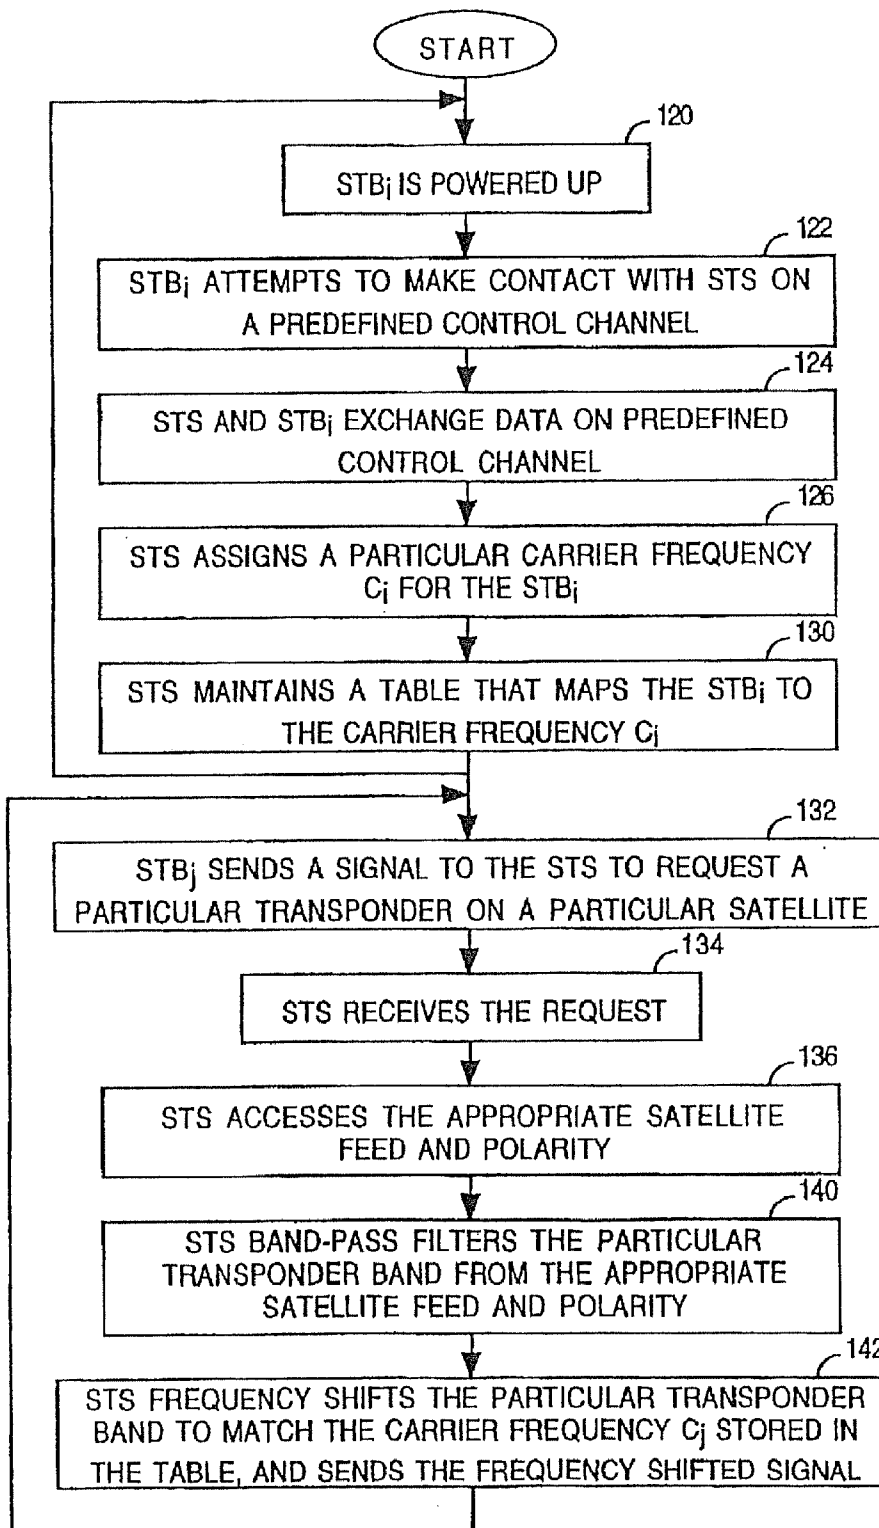 START
120
STBi IS POWERED UP
122
STBi ATTEMPTS TO MAKE CONTACT WITH STS ON
A PREDEFINED CONTROL CHANNEL
124
STS AND STBi EXCHANGE DATA ON PREDEFINED
CONTROL CHANNEL
126
STS ASSIGNS A PARTICULAR CARRIER FREQUENCY
Ci FOR THE STBi
130
STS MAINTAINS A TABLE THAT MAPS THE STBi TO
THE CARRIER FREQUENCY Ci
132
STBj SENDS A SIGNAL TO THE STS TO REQUEST A
PARTICULAR TRANSPONDER ON A PARTICULAR SATELLITE
134
STS RECEIVES THE REQUEST
136
STS ACCESSES THE APPROPRIATE SATELLITE
FEED AND POLARITY
140
STS BAND-PASS FILTERS THE PARTICULAR
TRANSPONDER BAND FROM THE APPROPRIATE
SATELLITE FEED AND POLARITY
142
STS FREQUENCY SHIFTS THE PARTICULAR TRANSPONDER
BAND TO MATCH THE CARRIER FREQUENCY Cj STORED IN
THE TABLE, AND SENDS THE FREQUENCY SHIFTED SIGNAL